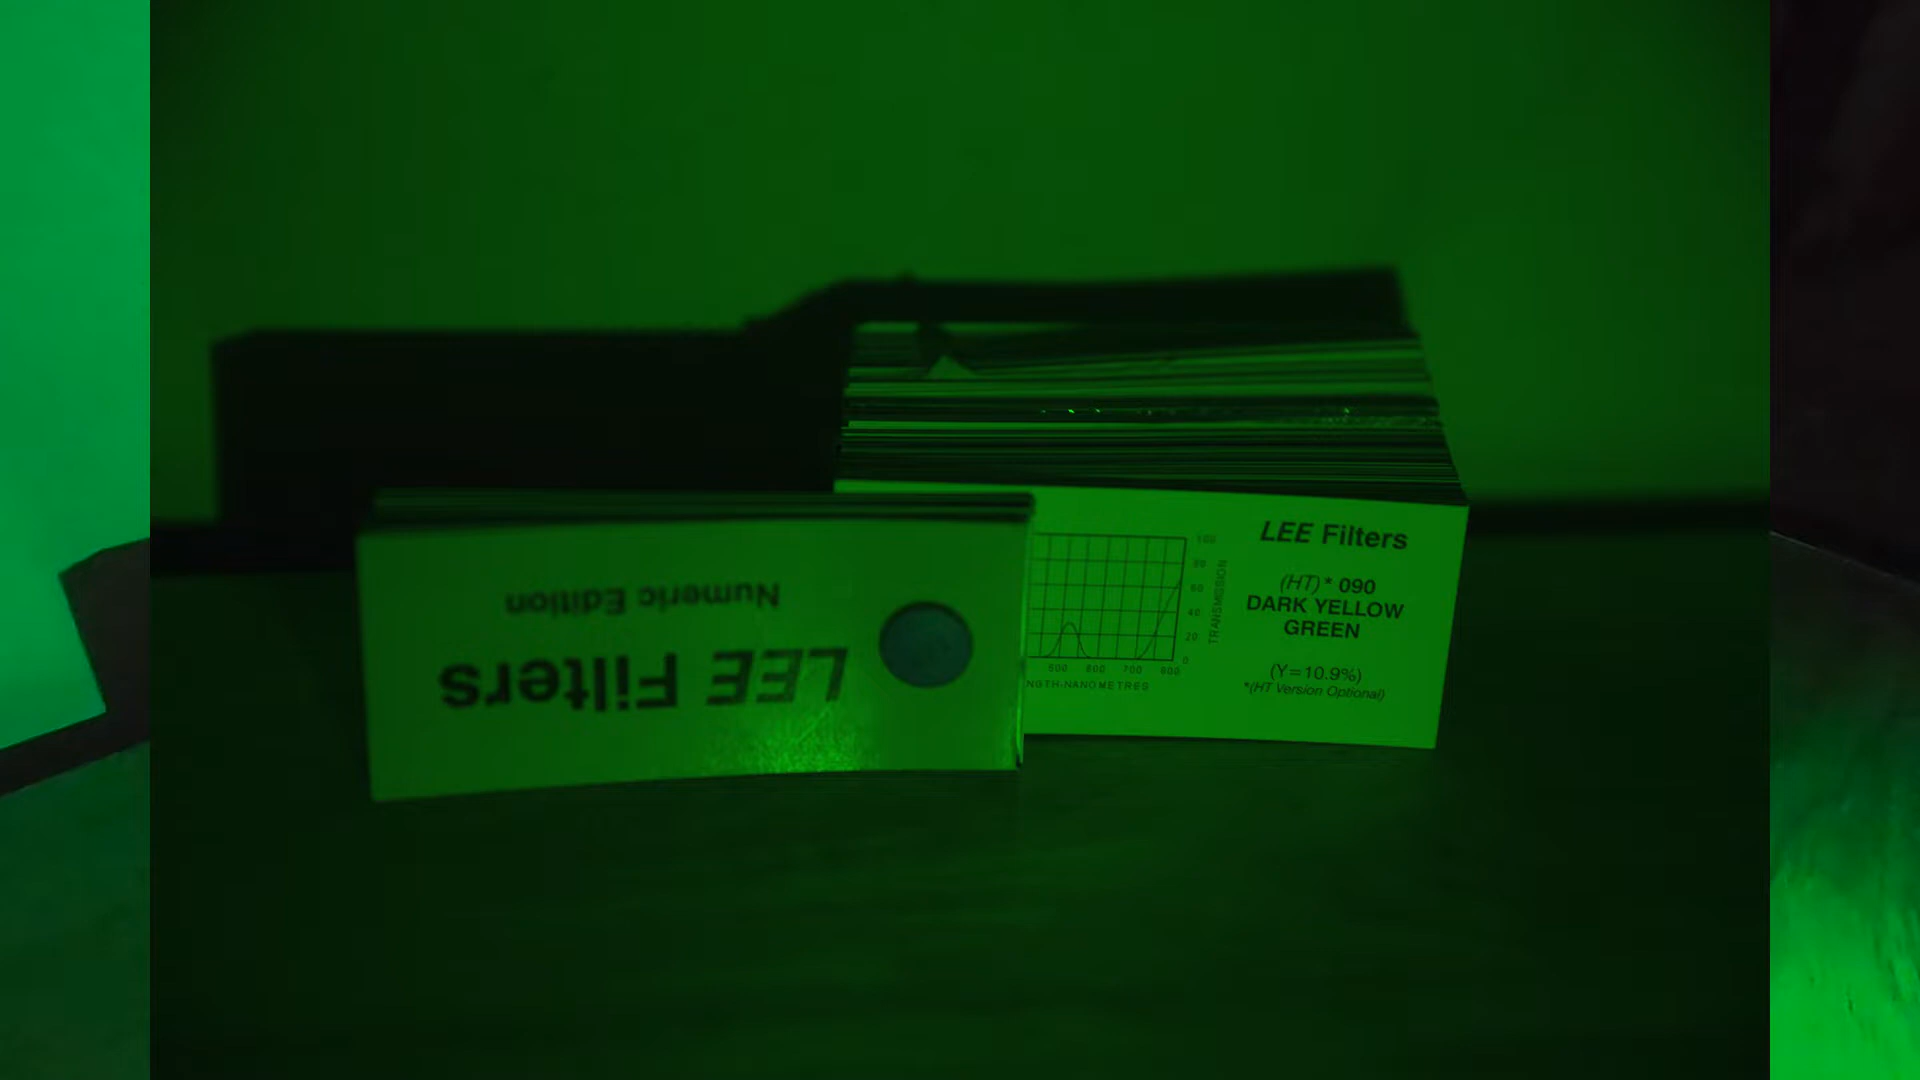 LEE Filters
Numeric Edition
LEE Filters
(HT)* 090
DARK YELLOW
GREEN
(Y=10.9%)
*(HT Version Optional)
100
80
60
40
20
0
TRANSMISSION
500 600 700 800
NGTH-NANOMETRES